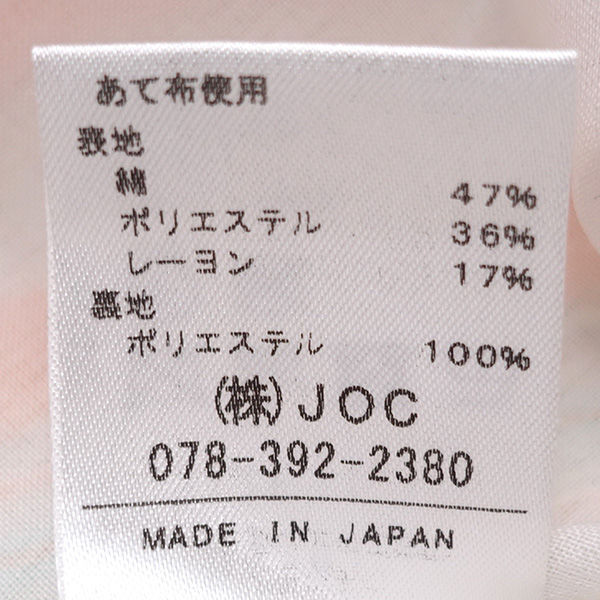 あて布使用
表地
綿 47%
ポリエステル 36%
レーヨン 17%
裏地
ポリエステル 100%
(株)JOC
078-392-2380
MADE IN JAPAN